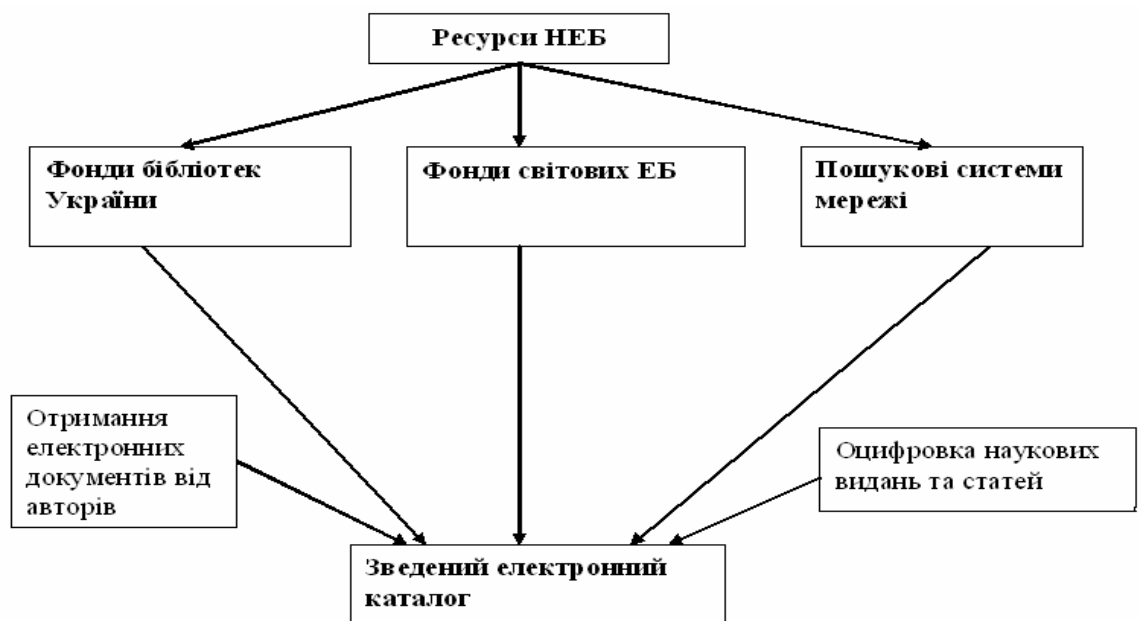 Ресурси НЕБ
Фонди бібліотек
України
Фонди світових ЕБ
Пошукові системи
мережі
Отримання
електронних
документів від
авторів
Оцифровка наукових
видань та статей
Зведений електронний
каталог